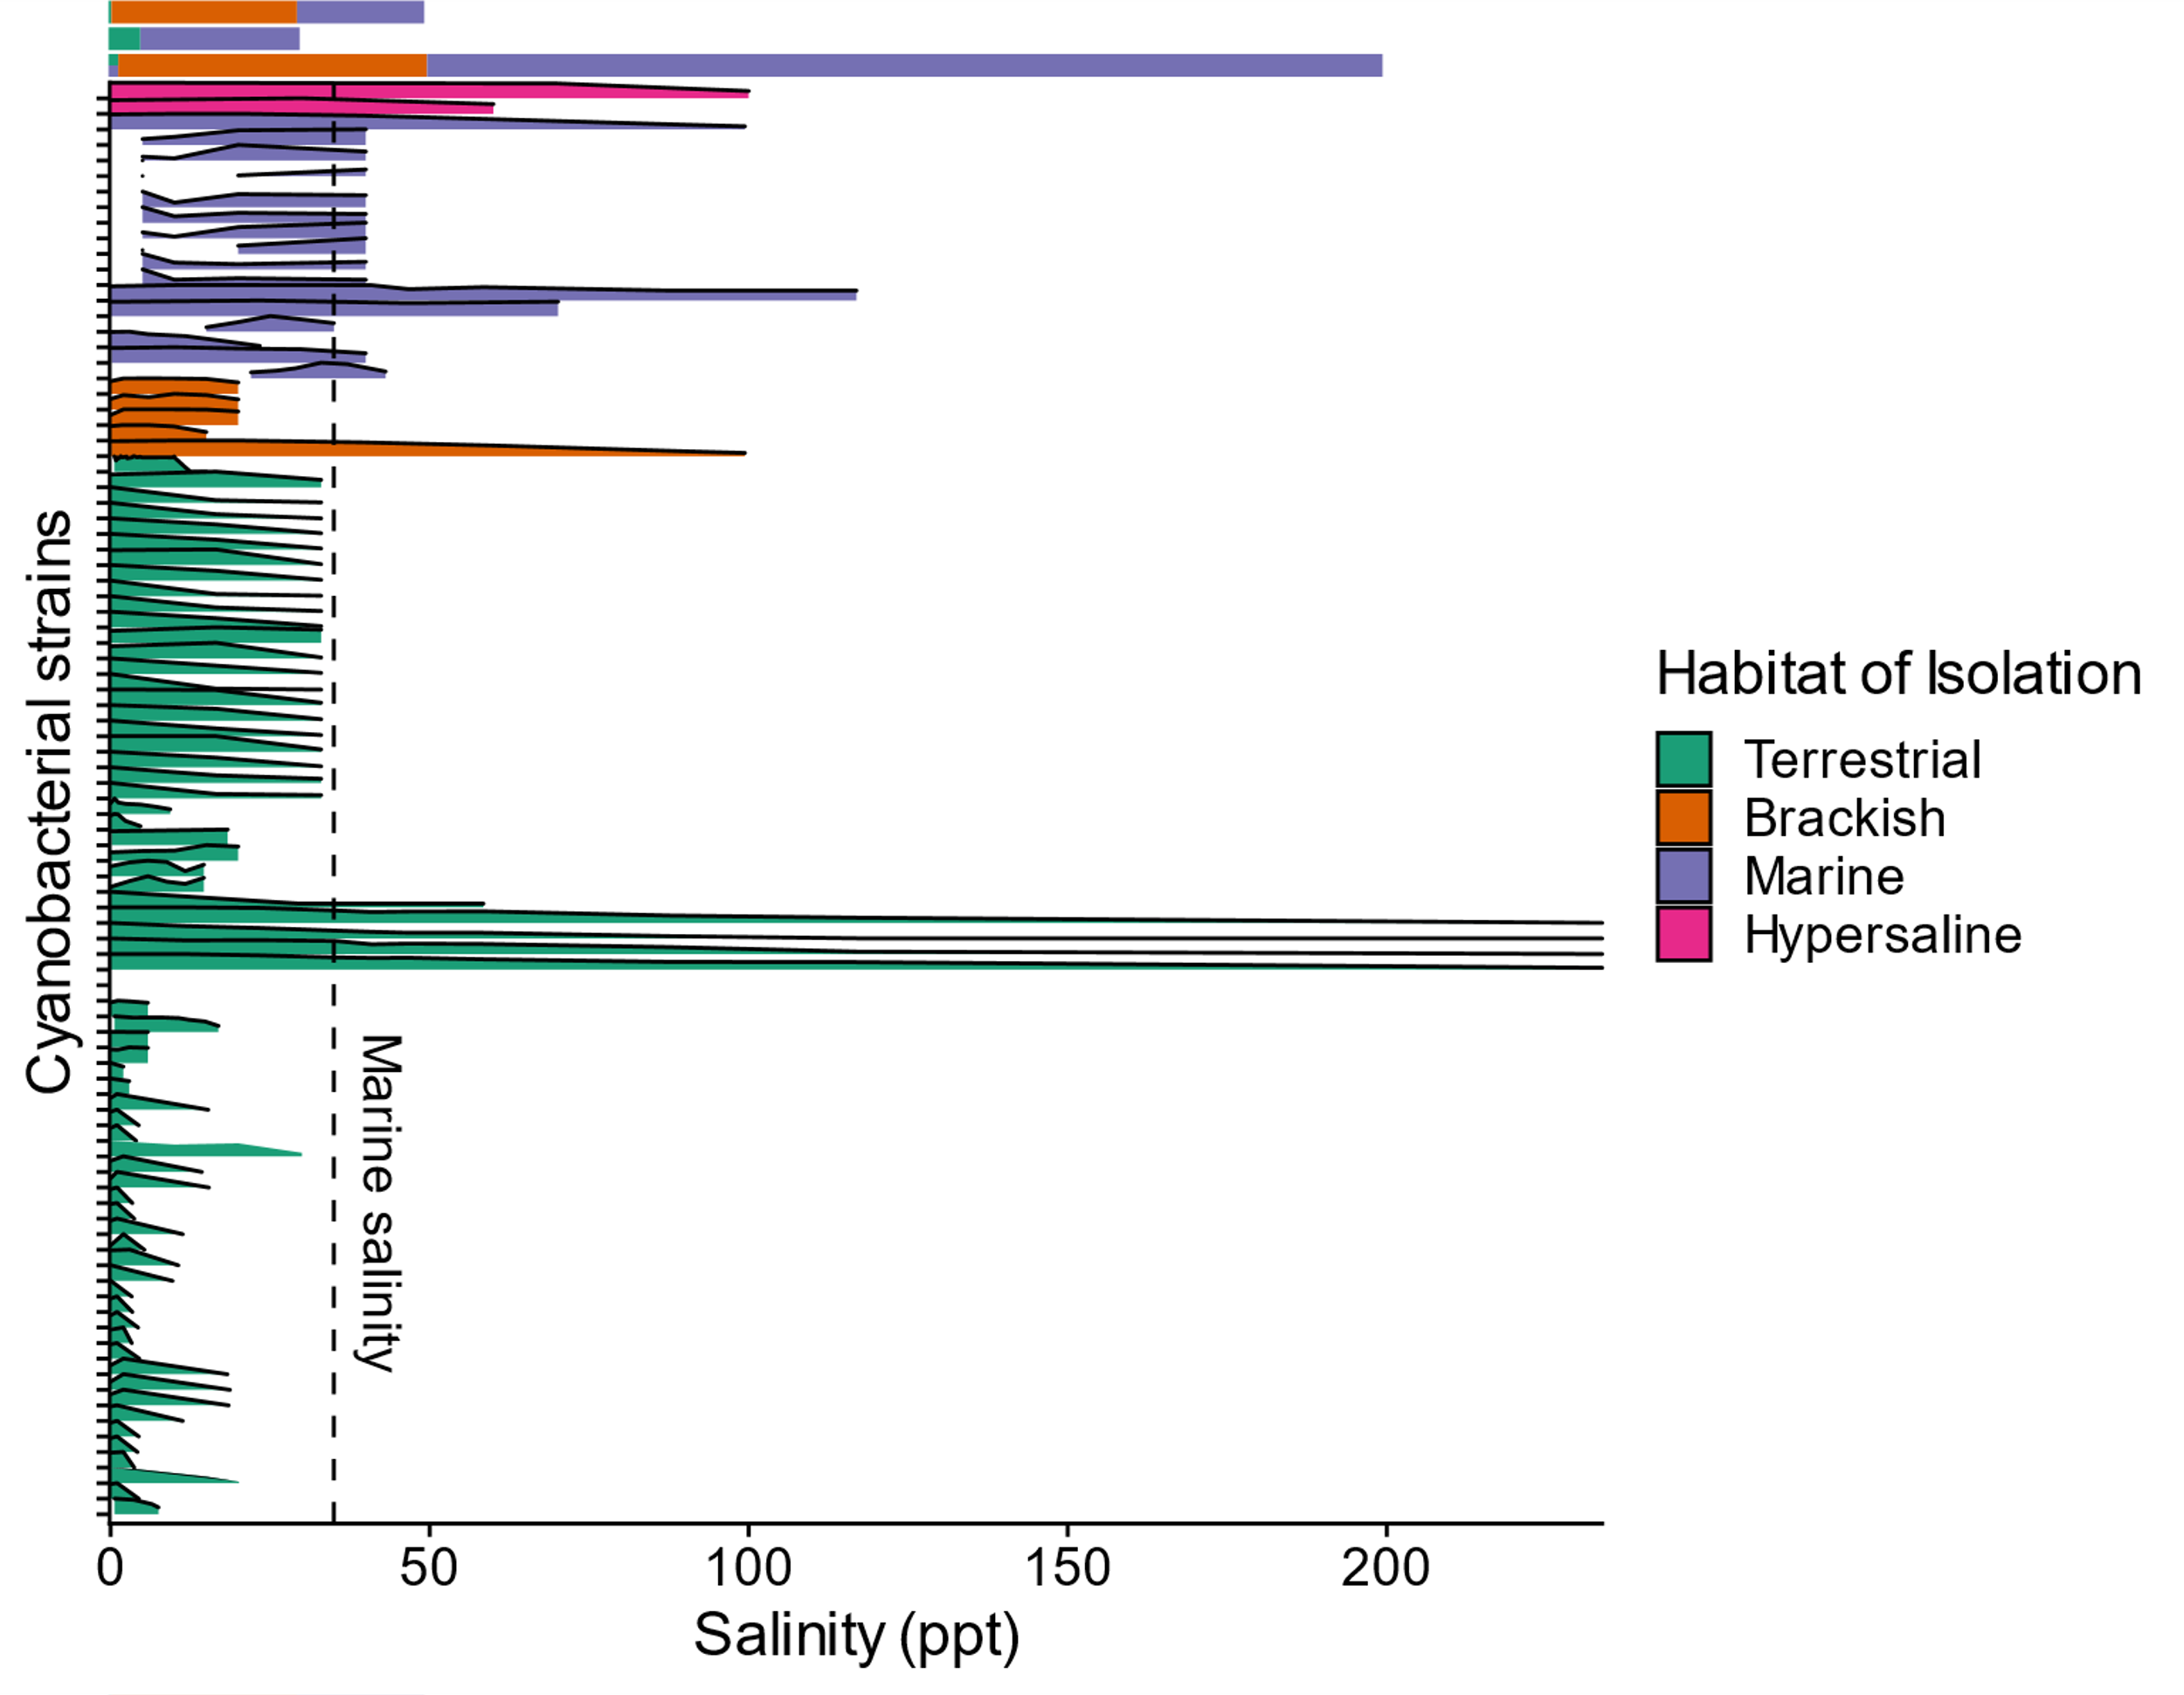 Cyanobacterial strains
Marine salinity
0 50 100 150 200
Salinity (ppt)
Habitat of Isolation
Terrestrial
Brackish
Marine
Hypersaline